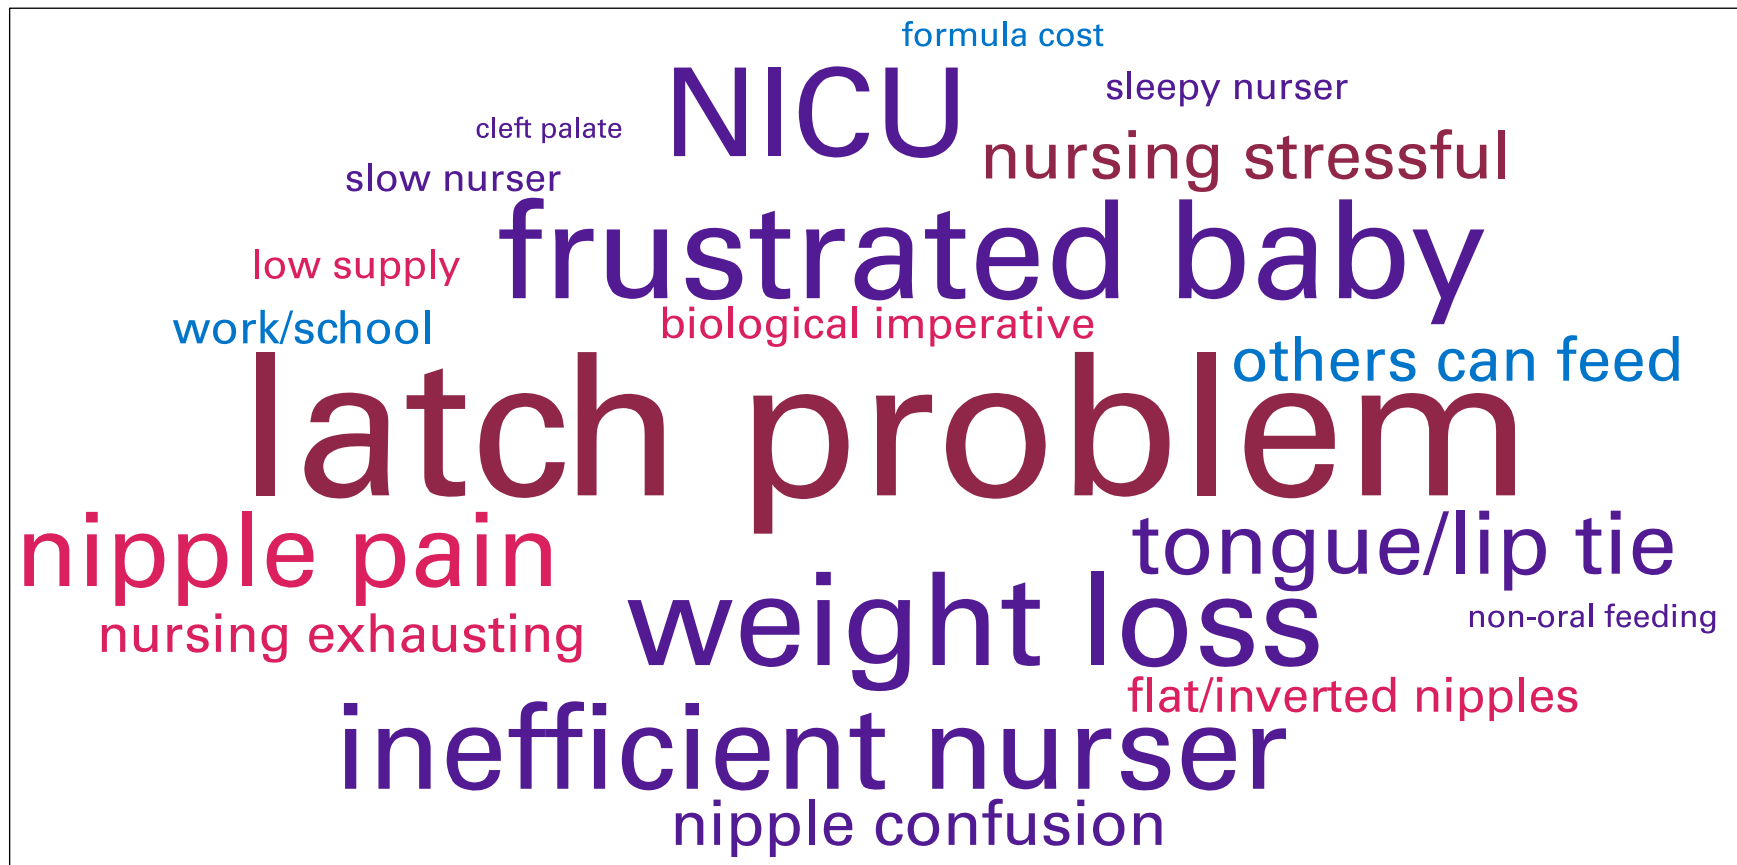 formula cost
NICU
sleepy nurser
cleft palate
nursing stressful
slow nurser
frustrated baby
low supply
work/school
biological imperative
others can feed
latch problem
nipple pain
tongue/lip tie
weight loss
nursing exhausting
non-oral feeding
flat/inverted nipples
inefficient nurser
nipple confusion